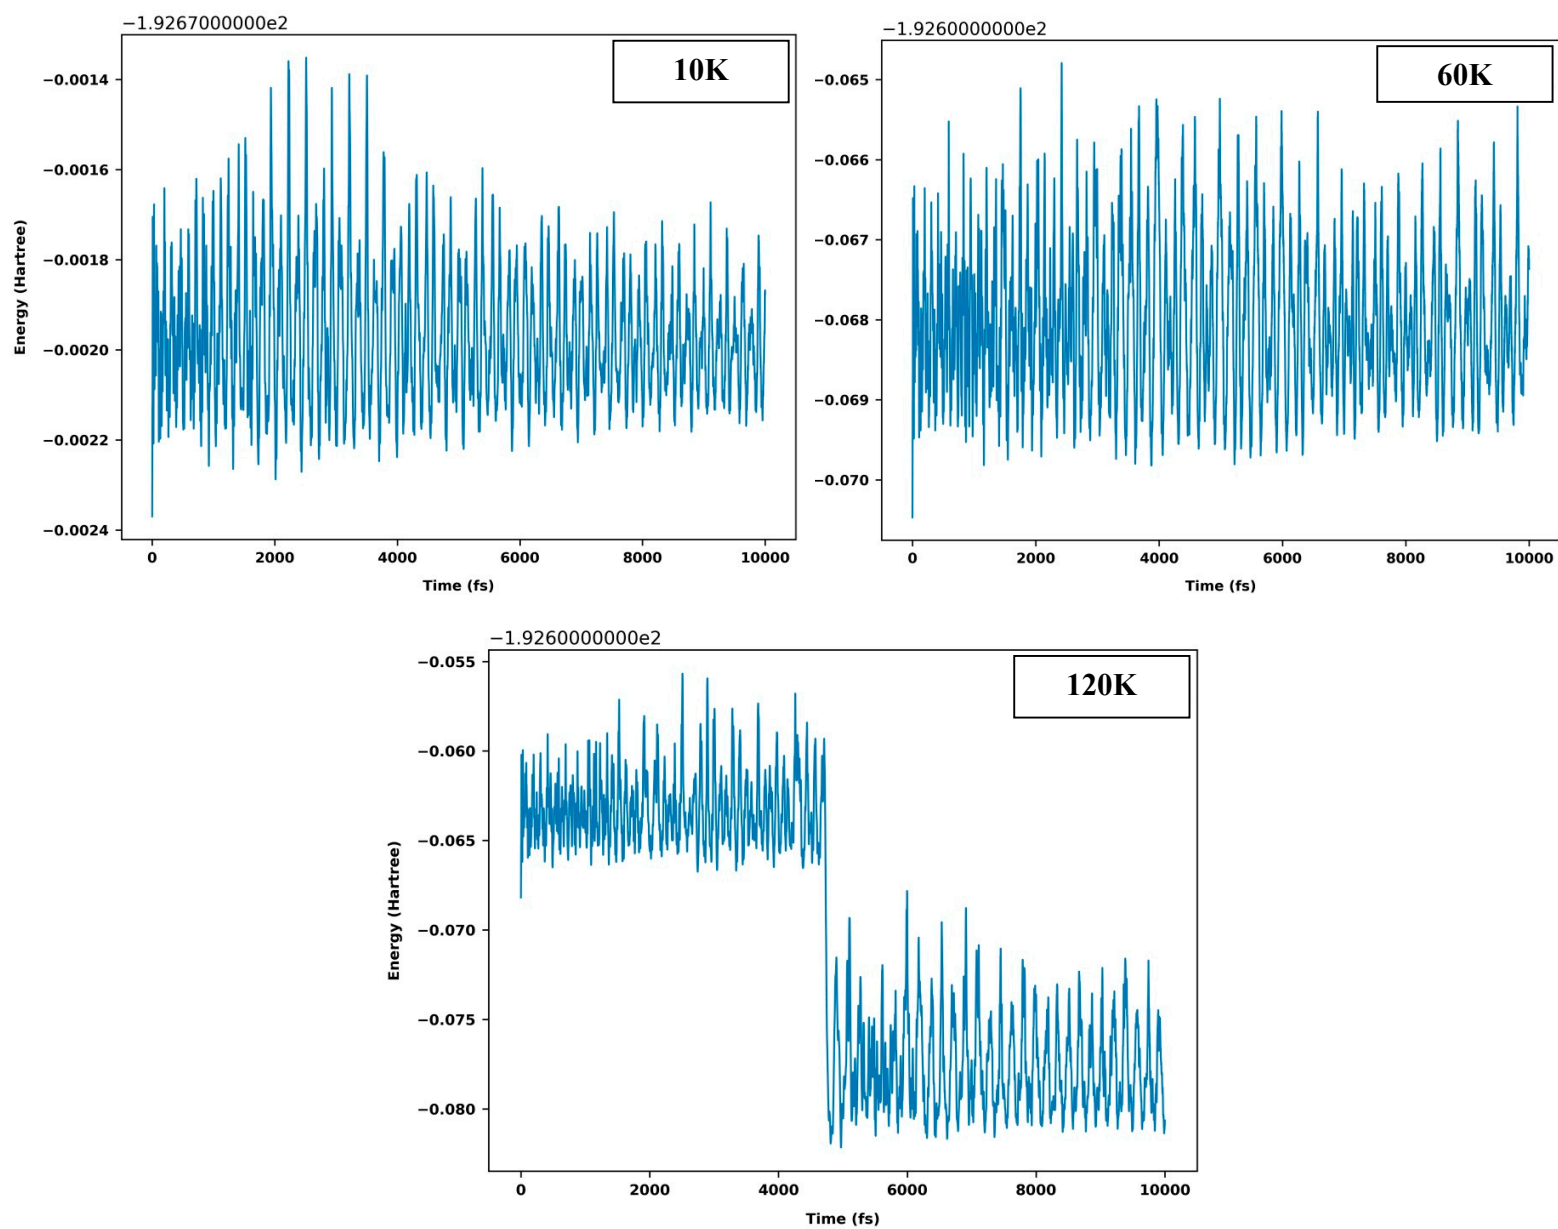 −1.9267000000e2
10K
−0.0014
−0.0016
−0.0018
−0.0020
−0.0022
−0.0024
Energy (Hartree)
0 2000 4000 6000 8000 10000
Time (fs)
−1.9260000000e2
60K
−0.065
−0.066
−0.067
−0.068
−0.069
−0.070
0 2000 4000 6000 8000 10000
Time (fs)
−1.9260000000e2
120K
−0.055
−0.060
−0.065
−0.070
−0.075
−0.080
Energy (Hartree)
0 2000 4000 6000 8000 10000
Time (fs)